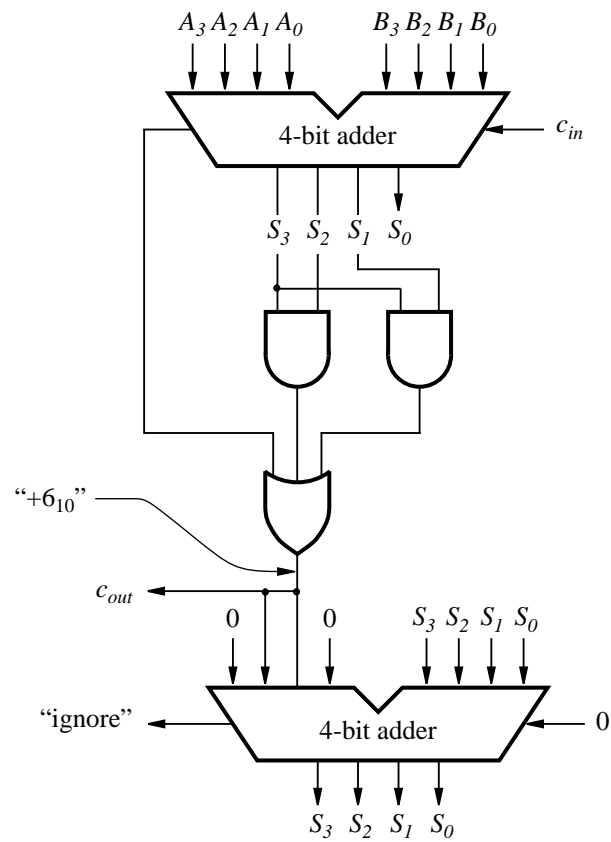 A3 A2 A1 A0 B3 B2 B1 B0
4-bit adder
cin
S3 S2 S1 S0
“+610”
cout
0 0 S3 S2 S1 S0
“ignore”
4-bit adder
0
S3 S2 S1 S0